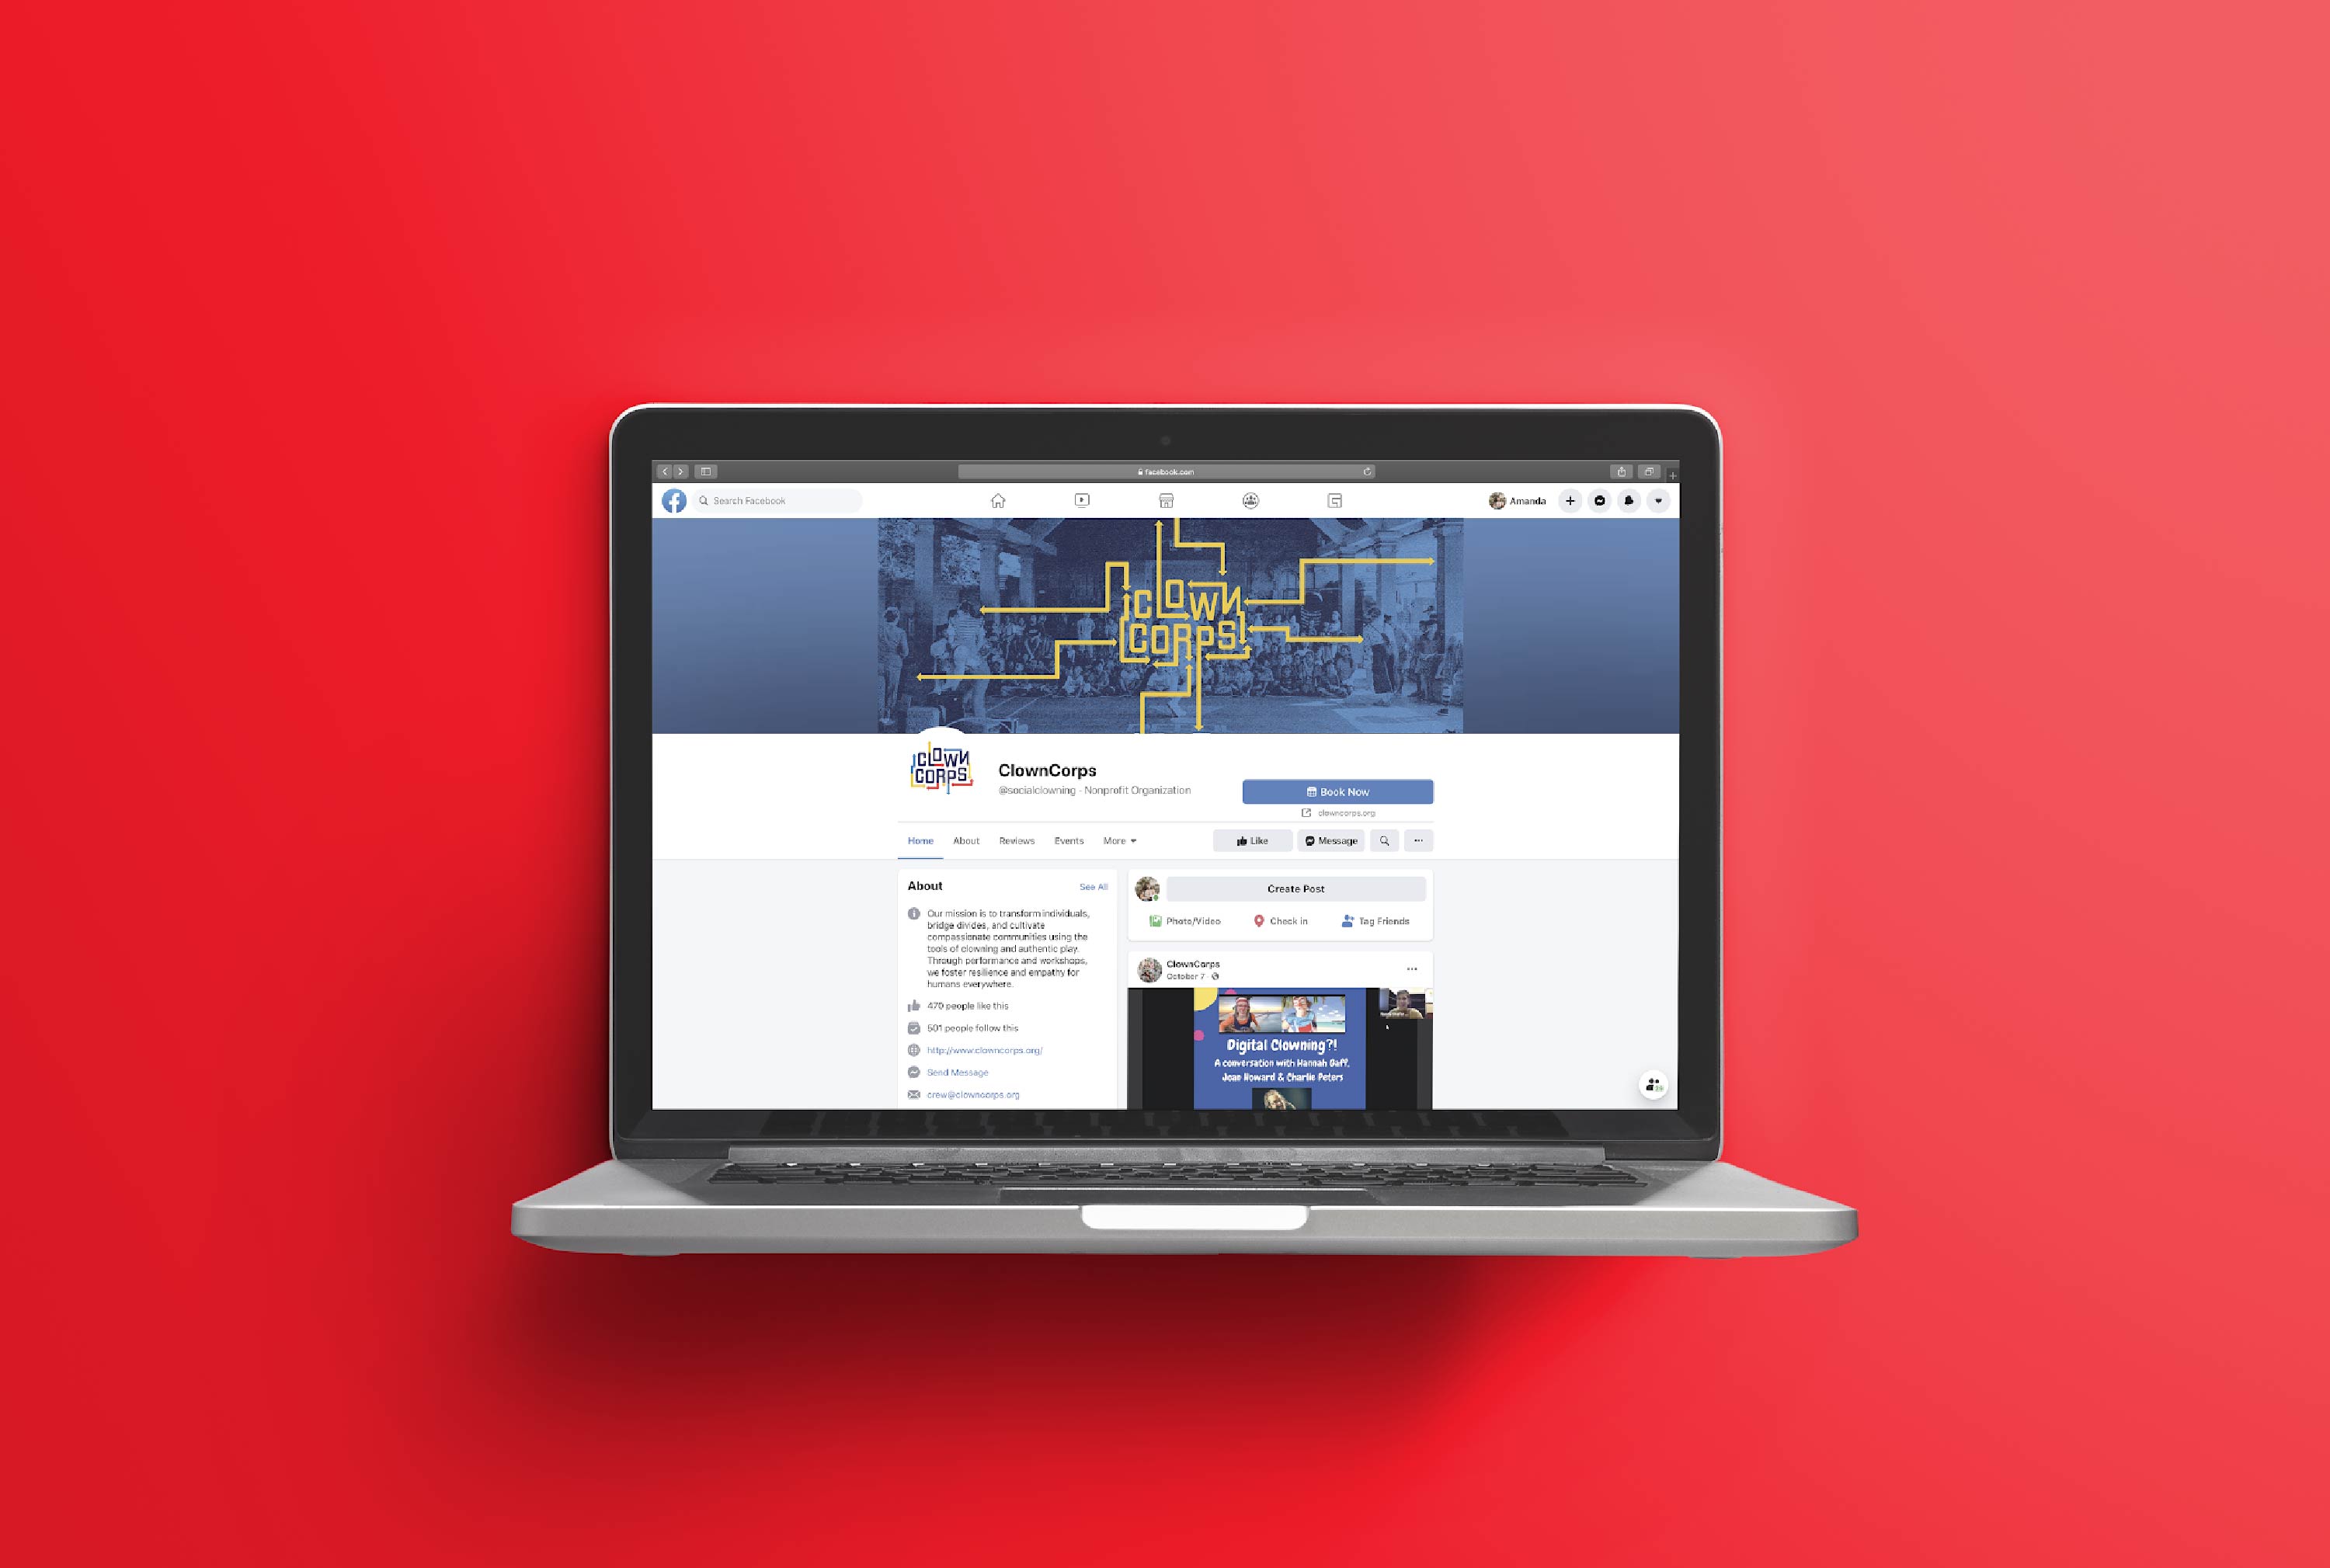 facebook.com
Search Facebook
Amanda
CLOWN
CORPS
CLOWN
CORPS
ClownCorps
@socialclowning · Nonprofit Organization
Book Now
clowncorps.org
Home
About
Reviews
Events
More
Like
Message
About
See All
Our mission is to transform individuals,
bridge divides, and cultivate
compassionate communities using the
tools of clowning and authentic play.
Through performance and workshops,
we foster resilience and empathy for
humans everywhere.
470 people like this
501 people follow this
http://www.clowncorps.org/
Send Message
crew@clowncorps.org
Create Post
Photo/Video
Check in
Tag Friends
ClownCorps
October 7 ·
Digital Clowning?!
A conversation with Hannah Gaff,
Joan Howard & Charlie Peters